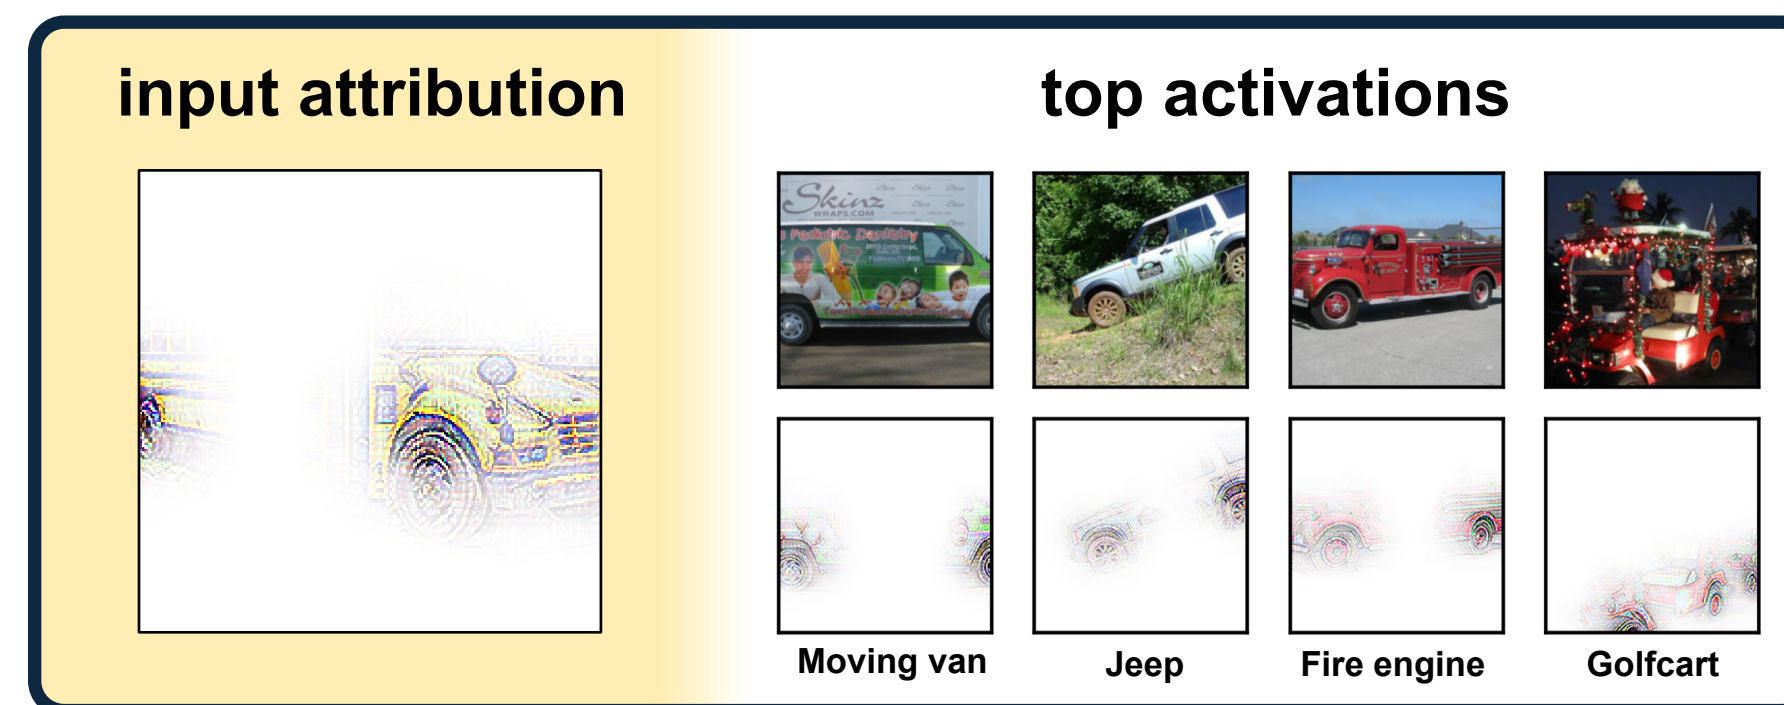 input attribution
top activations
Skinz
WRAPS.COM
Pediatric Dentistry
Moving van
Jeep
Fire engine
Golfcart